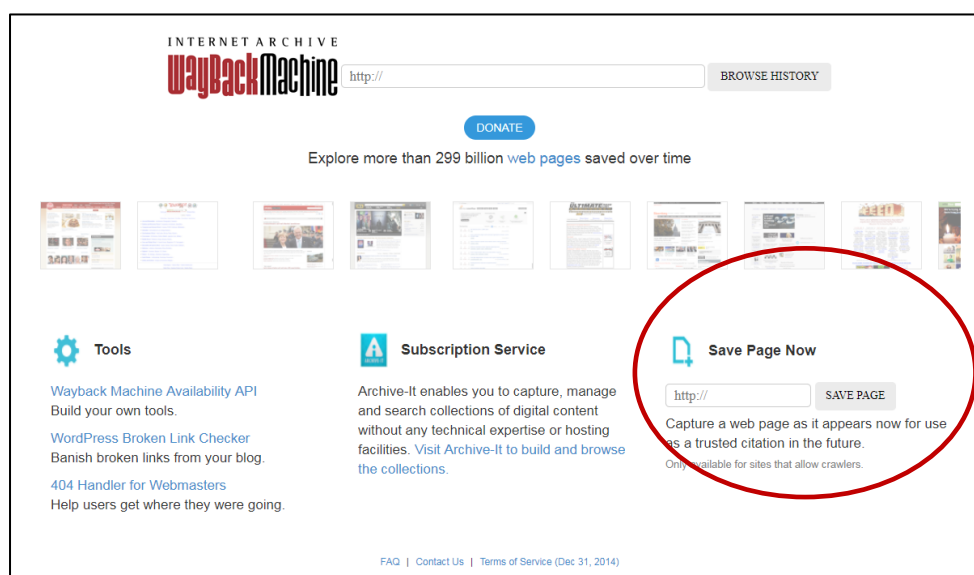 INTERNET ARCHIVE
WayBackMachine
http://
BROWSE HISTORY
DONATE
Explore more than 299 billion web pages saved over time
Tools
Wayback Machine Availability API
Build your own tools.
WordPress Broken Link Checker
Banish broken links from your blog.
404 Handler for Webmasters
Help users get where they were going.
Subscription Service
Archive-It enables you to capture, manage
and search collections of digital content
without any technical expertise or hosting
facilities. Visit Archive-It to build and browse
the collections.
Save Page Now
http://
SAVE PAGE
Capture a web page as it appears now for use
as a trusted citation in the future.
Only available for sites that allow crawlers.
FAQ | Contact Us | Terms of Service (Dec 31, 2014)